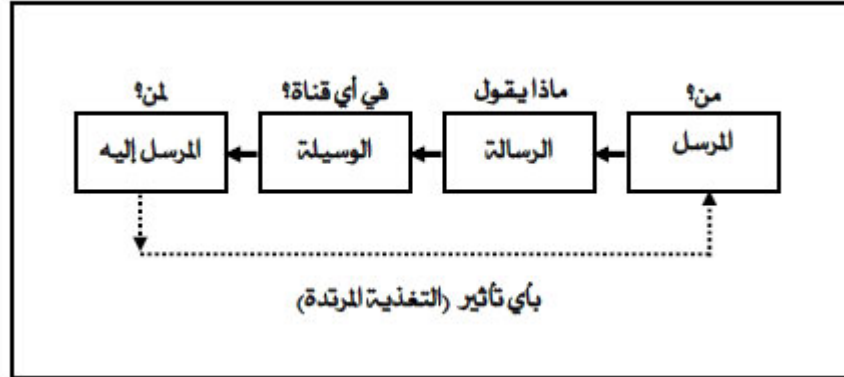 من؟ ماذا يقول في أي قناة؟ لمن؟
المرسل الرسالة الوسيلة المرسل إليه
بأي تأثير (التغذية المرتدة)